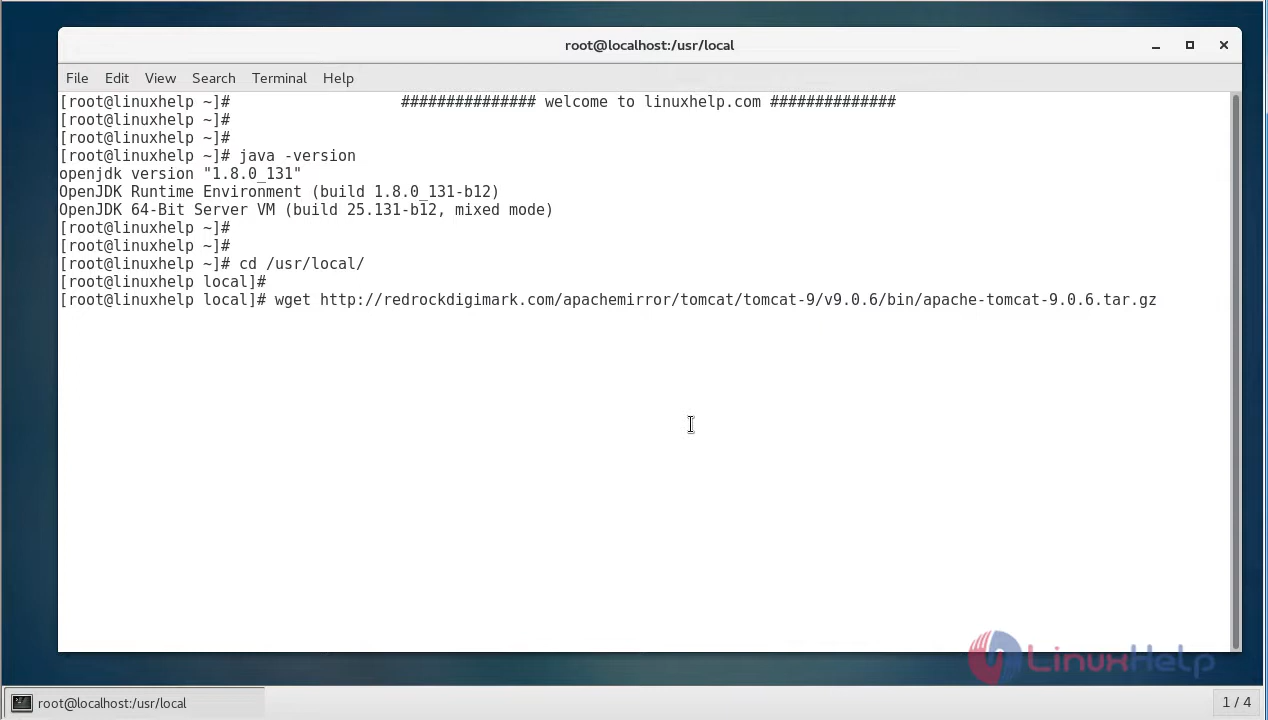 root@localhost:/usr/local
File Edit View Search Terminal Help
[root@linuxhelp ~]# ############### welcome to linuxhelp.com ##############
[root@linuxhelp ~]#
[root@linuxhelp ~]#
[root@linuxhelp ~]# java -version
openjdk version "1.8.0_131"
OpenJDK Runtime Environment (build 1.8.0_131-b12)
OpenJDK 64-Bit Server VM (build 25.131-b12, mixed mode)
[root@linuxhelp ~]#
[root@linuxhelp ~]#
[root@linuxhelp ~]# cd /usr/local/
[root@linuxhelp local]#
[root@linuxhelp local]# wget http://redrockdigimark.com/apachemirror/tomcat/tomcat-9/v9.0.6/bin/apache-tomcat-9.0.6.tar.gz
LinuxHelp
root@localhost:/usr/local
1 / 4